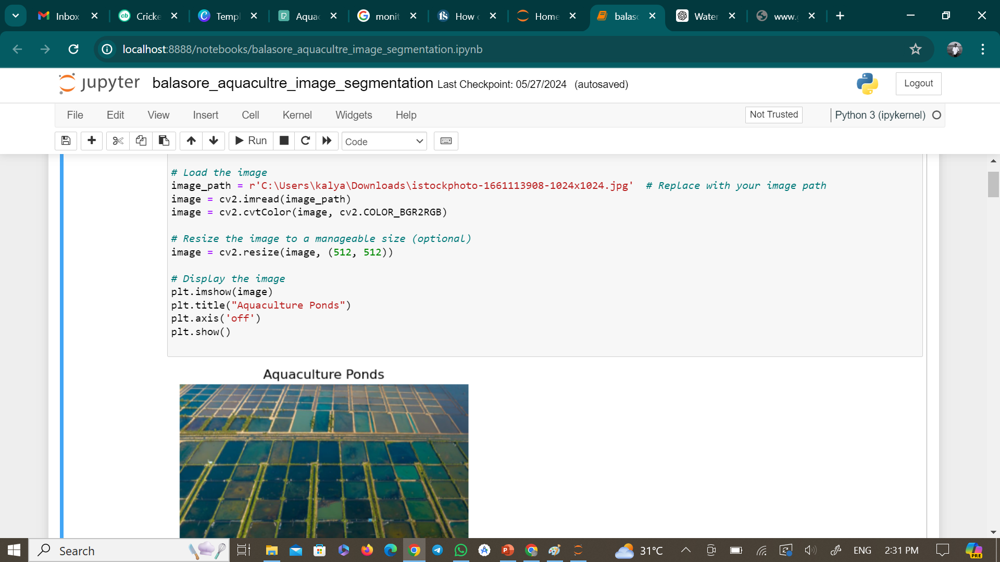 Inbox
Cricke
Temp
Aquac
monit
How
Home
balas
Water
www.
localhost:8888/notebooks/balasore_aquacultre_image_segmentation.ipynb
jupyter balasore_aquacultre_image_segmentation Last Checkpoint: 05/27/2024 (autosaved)
Logout
File Edit View Insert Cell Kernel Widgets Help
Not Trusted
Python 3 (ipykernel)
Run
Code
# Load the image
image_path = r'C:\Users\kalya\Downloads\istockphoto-1661113908-1024x1024.jpg'  # Replace with your image path
image = cv2.imread(image_path)
image = cv2.cvtColor(image, cv2.COLOR_BGR2RGB)
# Resize the image to a manageable size (optional)
image = cv2.resize(image, (512, 512))
# Display the image
plt.imshow(image)
plt.title("Aquaculture Ponds")
plt.axis('off')
plt.show()
Aquaculture Ponds
Search
31°C
ENG
2:31 PM
PRE